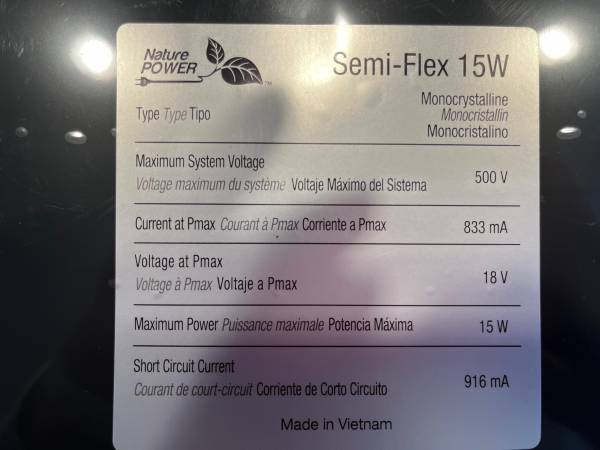 Nature
POWER™
Semi-Flex 15W
Type Type Tipo
Monocrystalline
Monocristallin
Monocristalino
Maximum System Voltage
Voltage maximum du système Voltaje Máximo del Sistema
500 V
Current at Pmax Courant à Pmax Corriente a Pmax
833 mA
Voltage at Pmax
Voltage à Pmax Voltaje a Pmax
18 V
Maximum Power Puissance maximale Potencia Máxima
15 W
Short Circuit Current
Courant de court-circuit Corriente de Corto Circuito
916 mA
Made in Vietnam